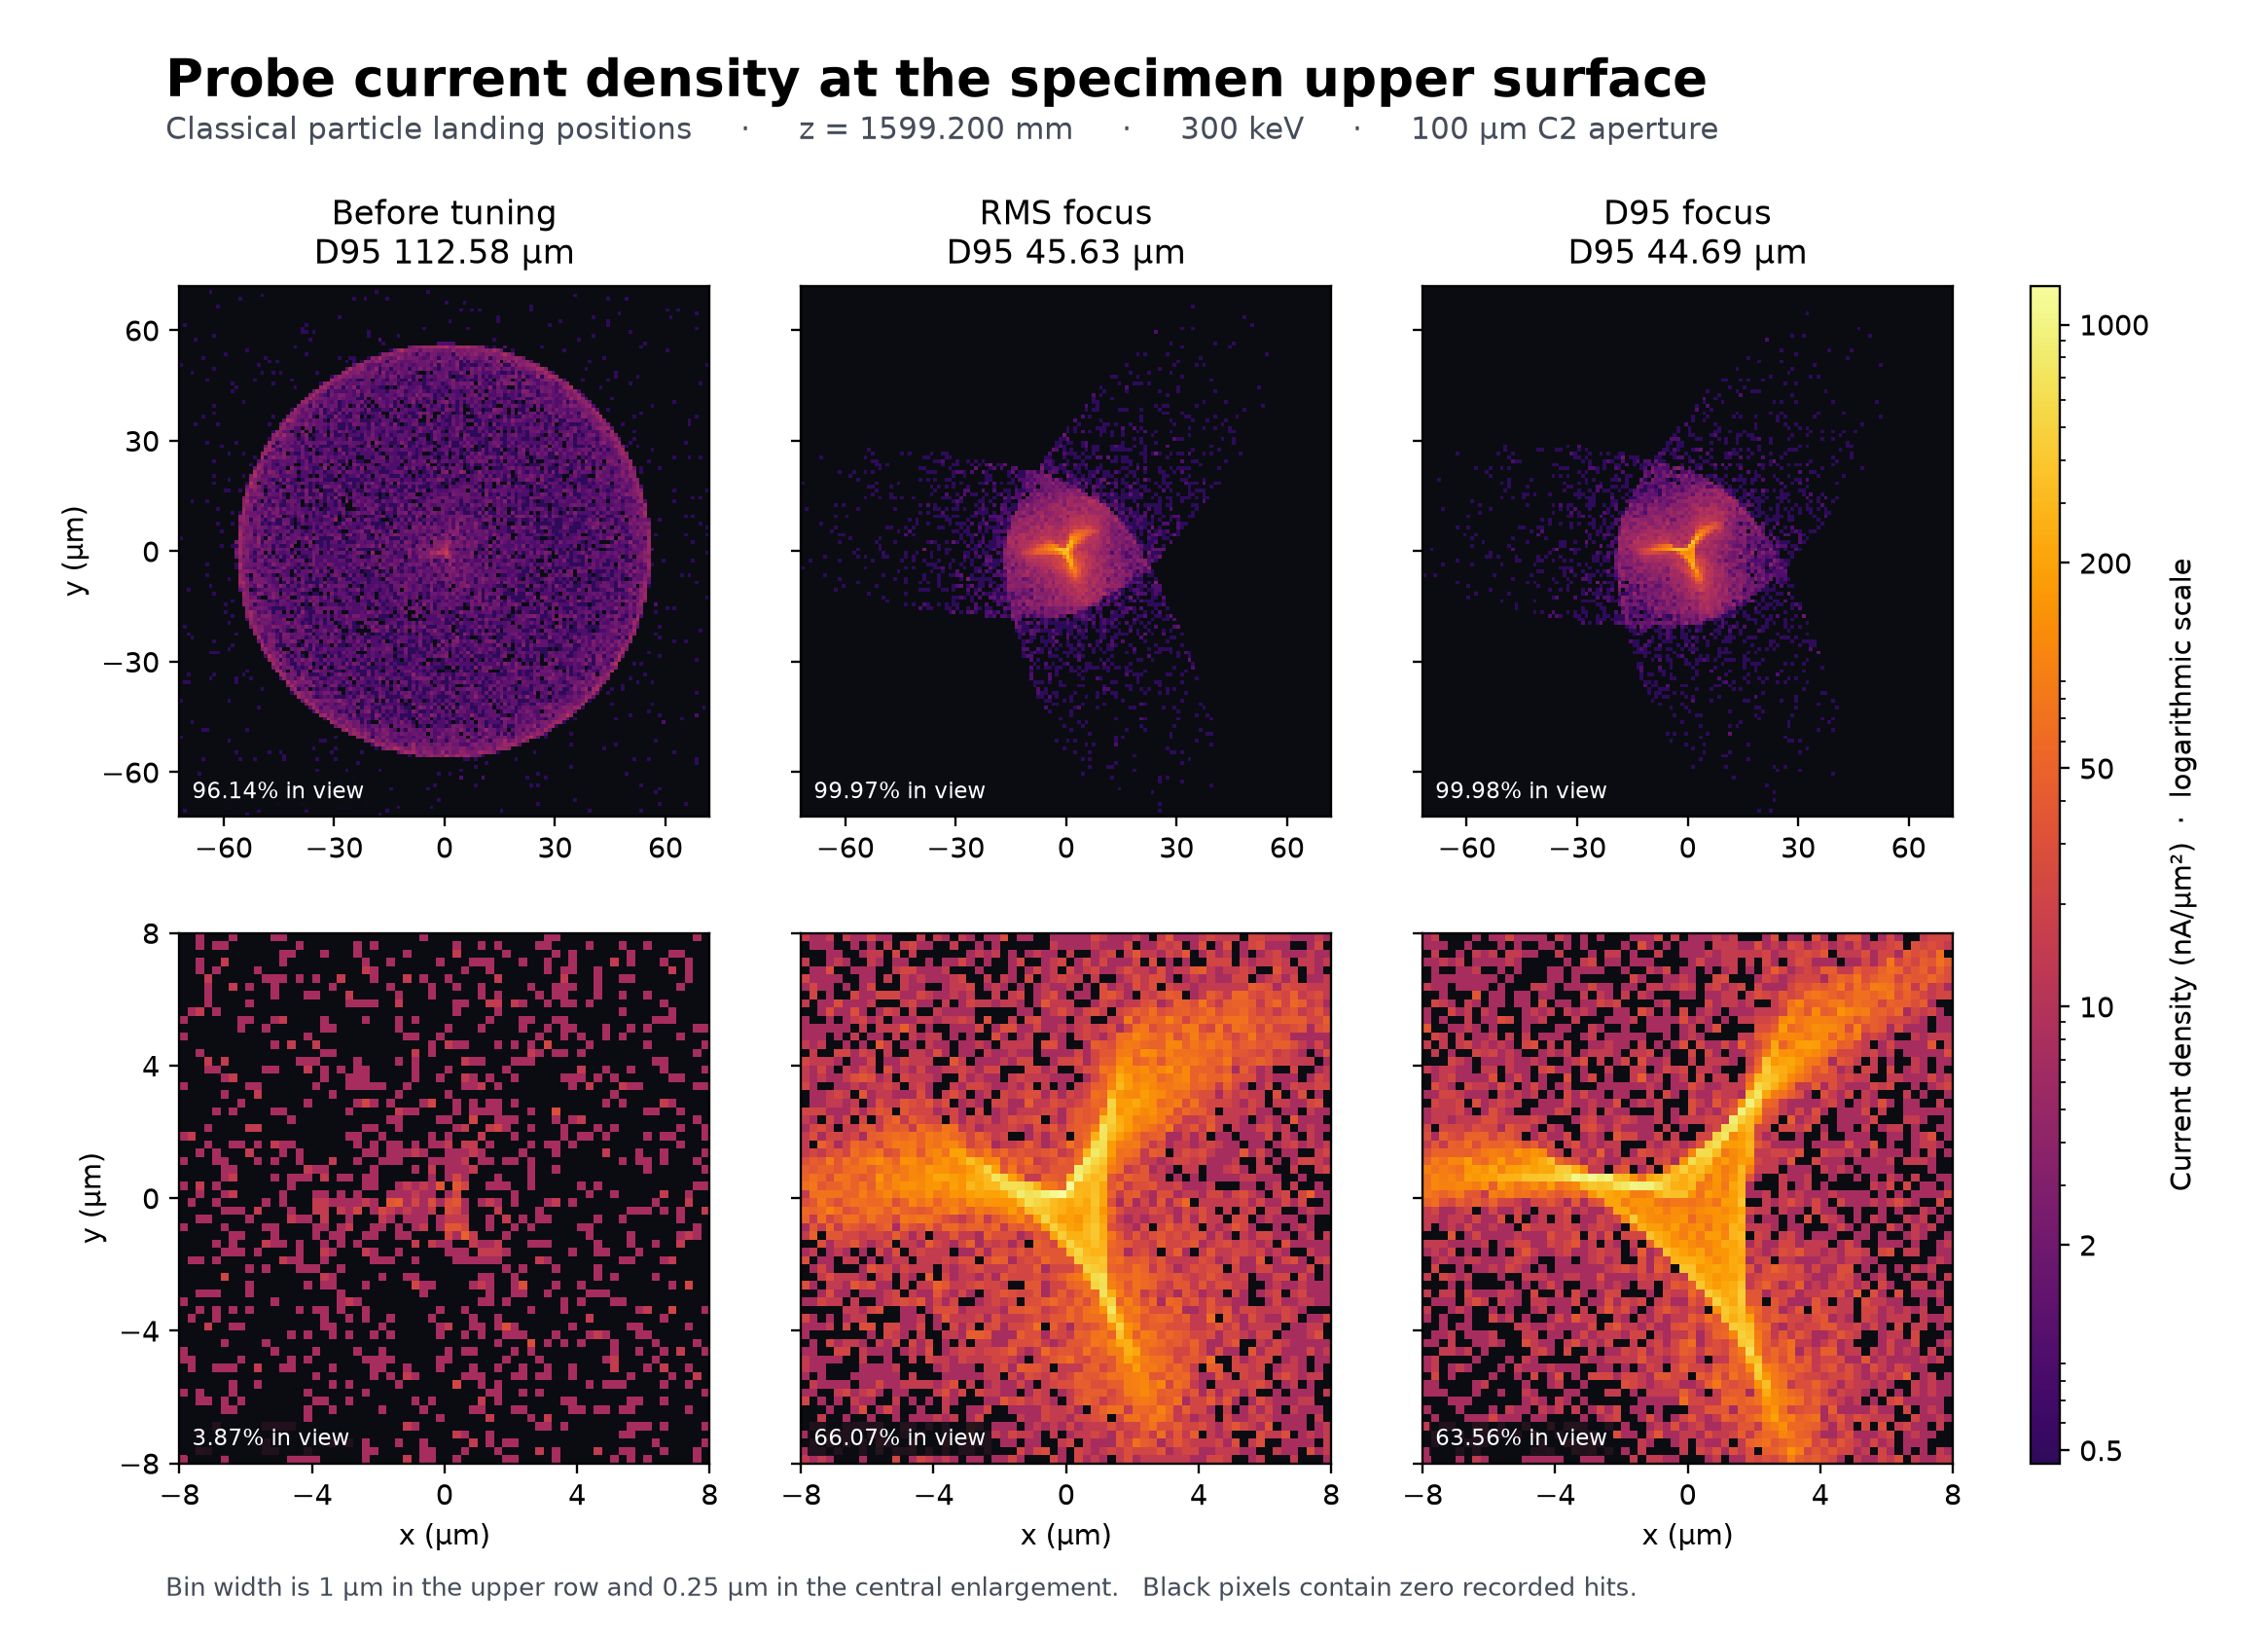 Probe current density at the specimen upper surface
Classical particle landing positions · z = 1599.200 mm · 300 keV · 100 µm C2 aperture
Before tuning
D95 112.58 µm
RMS focus
D95 45.63 µm
D95 focus
D95 44.69 µm
y (µm)
60
30
0
−30
−60
96.14% in view
99.97% in view
99.98% in view
−60 −30 0 30 60
−60 −30 0 30 60
−60 −30 0 30 60
y (µm)
8
4
0
−4
−8
3.87% in view
66.07% in view
63.56% in view
−8 −4 0 4 8
−8 −4 0 4 8
−8 −4 0 4 8
x (µm)
x (µm)
x (µm)
1000
200
50
10
2
0.5
Current density (nA/µm²) · logarithmic scale
Bin width is 1 µm in the upper row and 0.25 µm in the central enlargement. Black pixels contain zero recorded hits.